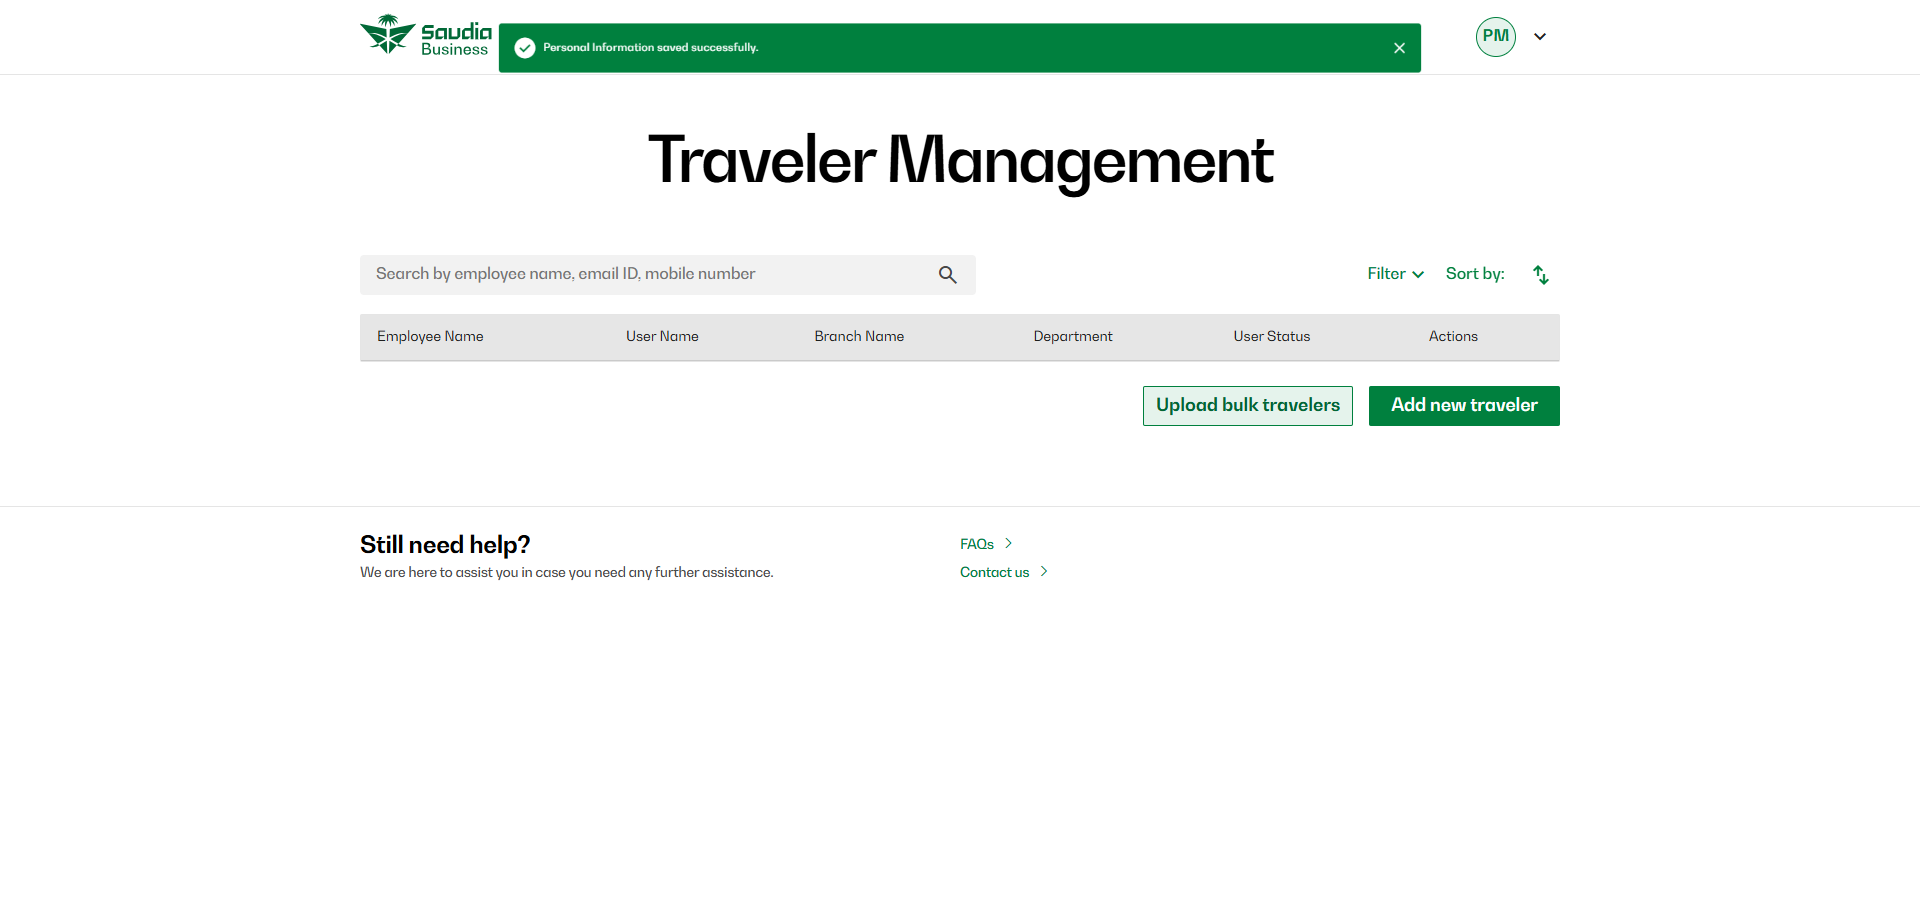 Saudia
Business
Personal Information saved successfully.
PM
Traveler Management
Search by employee name, email ID, mobile number
Filter
Sort by:
Employee Name
User Name
Branch Name
Department
User Status
Actions
Upload bulk travelers
Add new traveler
Still need help?
We are here to assist you in case you need any further assistance.
FAQs
Contact us